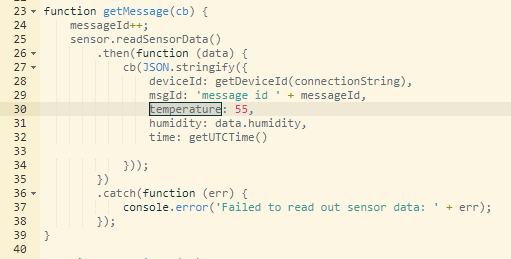 23 function getMessage(cb) {
24 messageId++;
25 sensor.readSensorData()
26 .then(function (data) {
27 cb(JSON.stringify({
28 deviceId: getDeviceId(connectionString),
29 msgId: 'message id ' + messageId,
30 temperature: 55,
31 humidity: data.humidity,
32 time: getUTCTime()
33
34 }));
35 })
36 .catch(function (err) {
37 console.error('Failed to read out sensor data: ' + err);
38 });
39 }
40